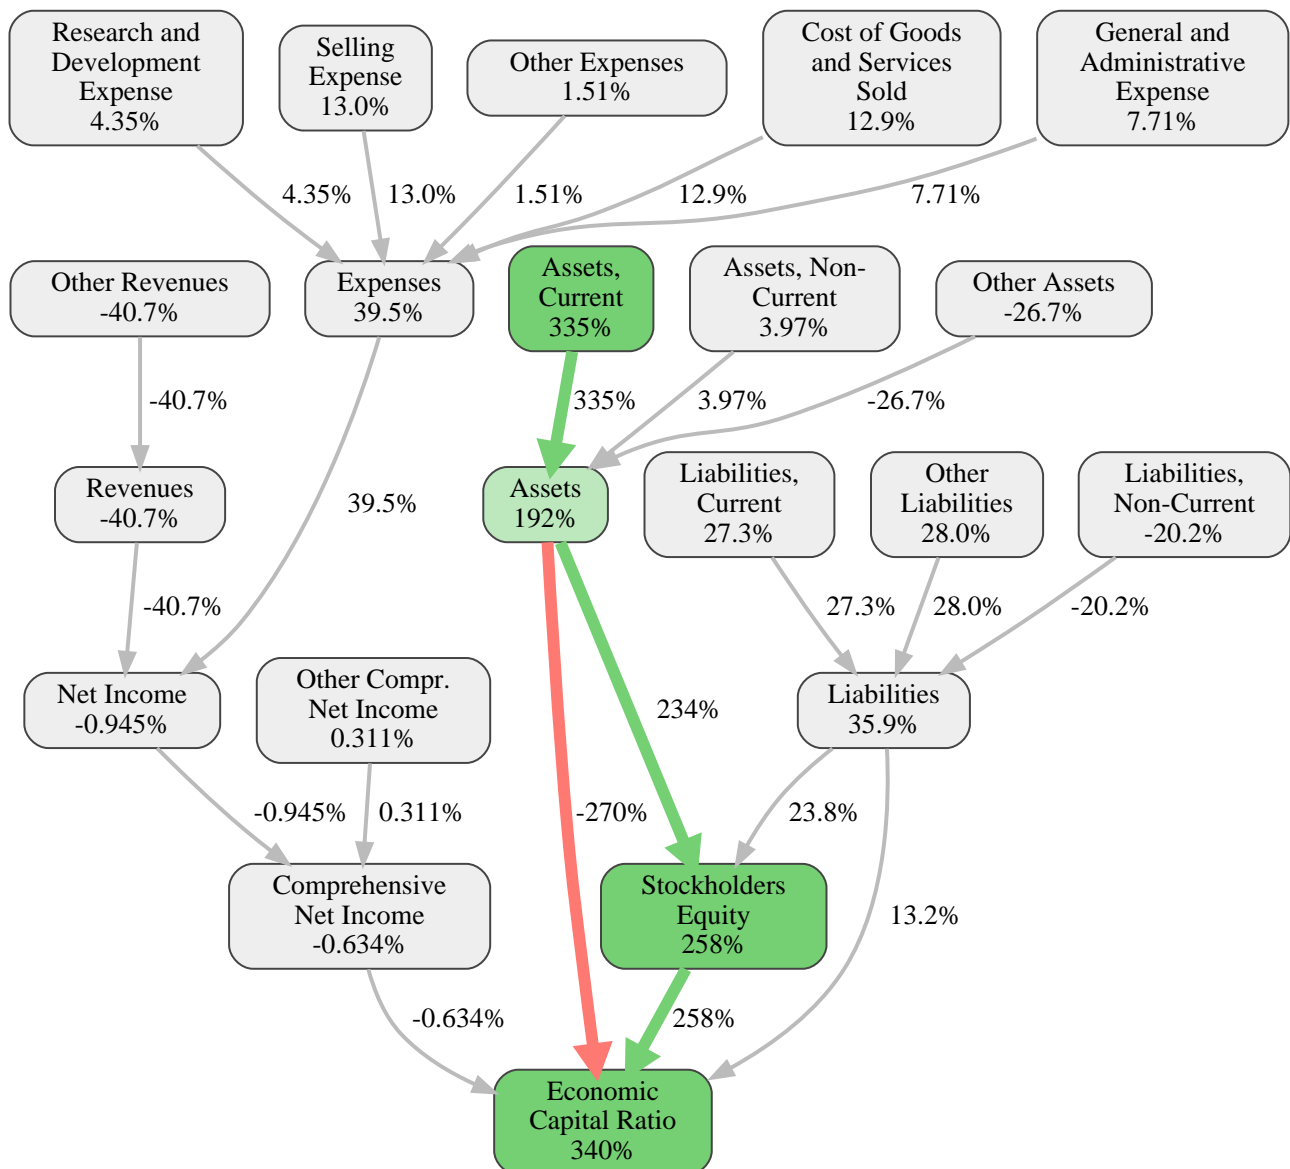 Research and
Development
Expense
4.35%
Selling
Expense
13.0%
Other Expenses
1.51%
Cost of Goods
and Services
Sold
12.9%
General and
Administrative
Expense
7.71%
4.35%
13.0%
1.51%
12.9%
7.71%
Other Revenues
-40.7%
Expenses
39.5%
Assets,
Current
335%
Assets, Non-
Current
3.97%
Other Assets
-26.7%
-40.7%
335%
3.97%
-26.7%
Revenues
-40.7%
39.5%
Assets
192%
Liabilities,
Current
27.3%
Other
Liabilities
28.0%
Liabilities,
Non-Current
-20.2%
-40.7%
27.3%
28.0%
-20.2%
Net Income
-0.945%
Other Compr.
Net Income
0.311%
234%
Liabilities
35.9%
-0.945%
0.311%
-270%
23.8%
Comprehensive
Net Income
-0.634%
Stockholders
Equity
258%
13.2%
-0.634%
258%
Economic
Capital Ratio
340%